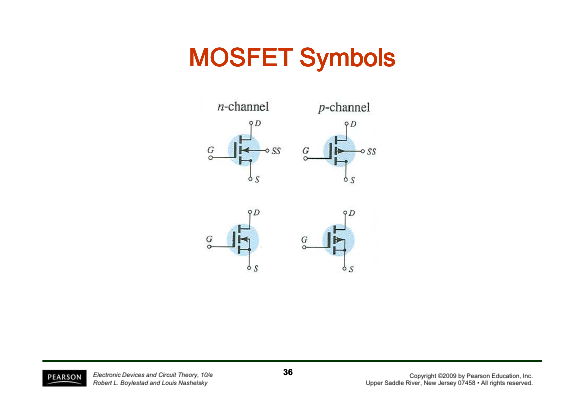 MOSFET Symbols
n-channel p-channel
D D
G SS G SS
S S
D D
G G
S S
PEARSON
Electronic Devices and Circuit Theory, 10/e
Robert L. Boylestad and Louis Nashelsky
36
Copyright ©2009 by Pearson Education, Inc.
Upper Saddle River, New Jersey 07458 • All rights reserved.